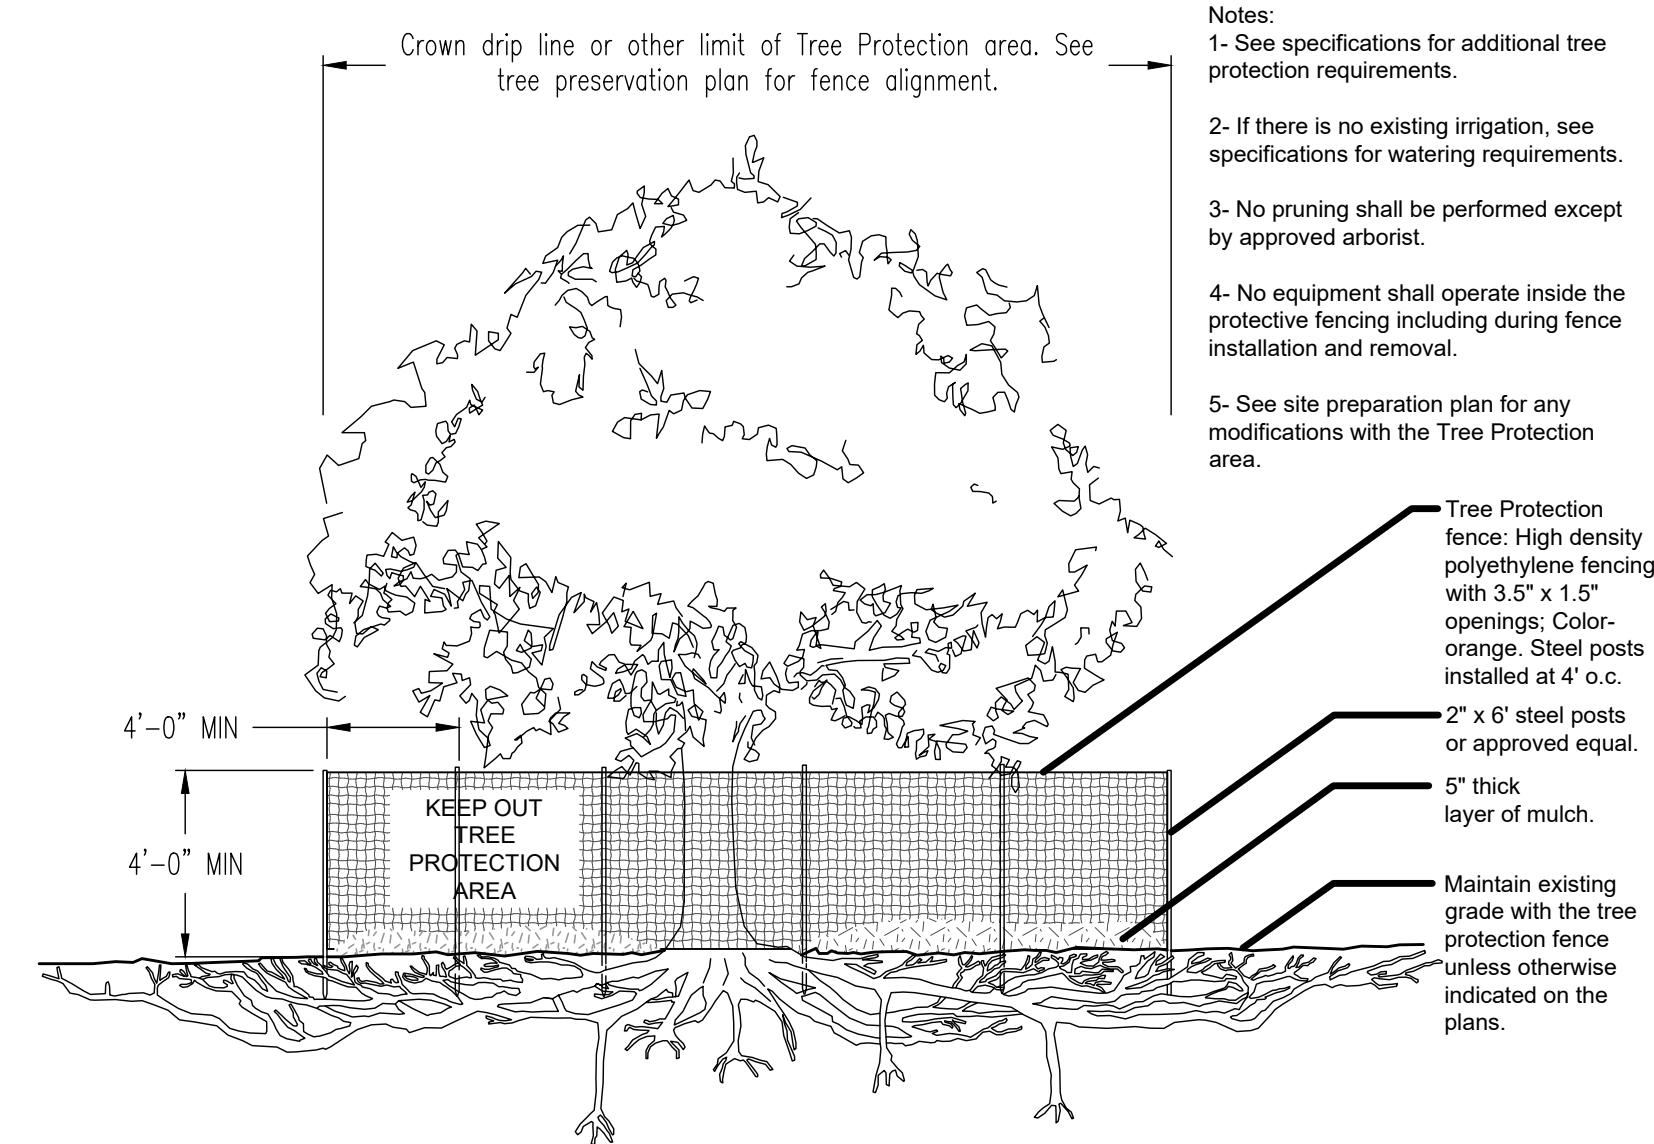 Crown drip line or other limit of Tree Protection area. See
tree preservation plan for fence alignment.
Notes:
1- See specifications for additional tree
protection requirements.
2- If there is no existing irrigation, see
specifications for watering requirements.
3- No pruning shall be performed except
by approved arborist.
4- No equipment shall operate inside the
protective fencing including during fence
installation and removal.
5- See site preparation plan for any
modifications with the Tree Protection
area.
Tree Protection
fence: High density
polyethylene fencing
with 3.5" x 1.5"
openings; Color-
orange. Steel posts
installed at 4' o.c.
2" x 6' steel posts
or approved equal.
5" thick
layer of mulch.
Maintain existing
grade with the tree
protection fence
unless otherwise
indicated on the
plans.
4'-0" MIN
4'-0" MIN
KEEP OUT
TREE
PROTECTION
AREA